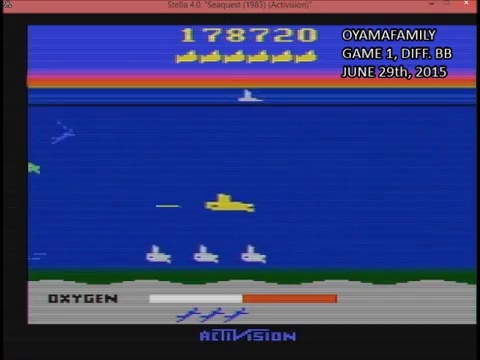 Stella 4.0: "Seaquest (1983) (Activision)"
178720
OYAMAFAMILY
GAME 1, DIFF. BB
JUNE 29th, 2015
OXYGEN
ACTIVISION